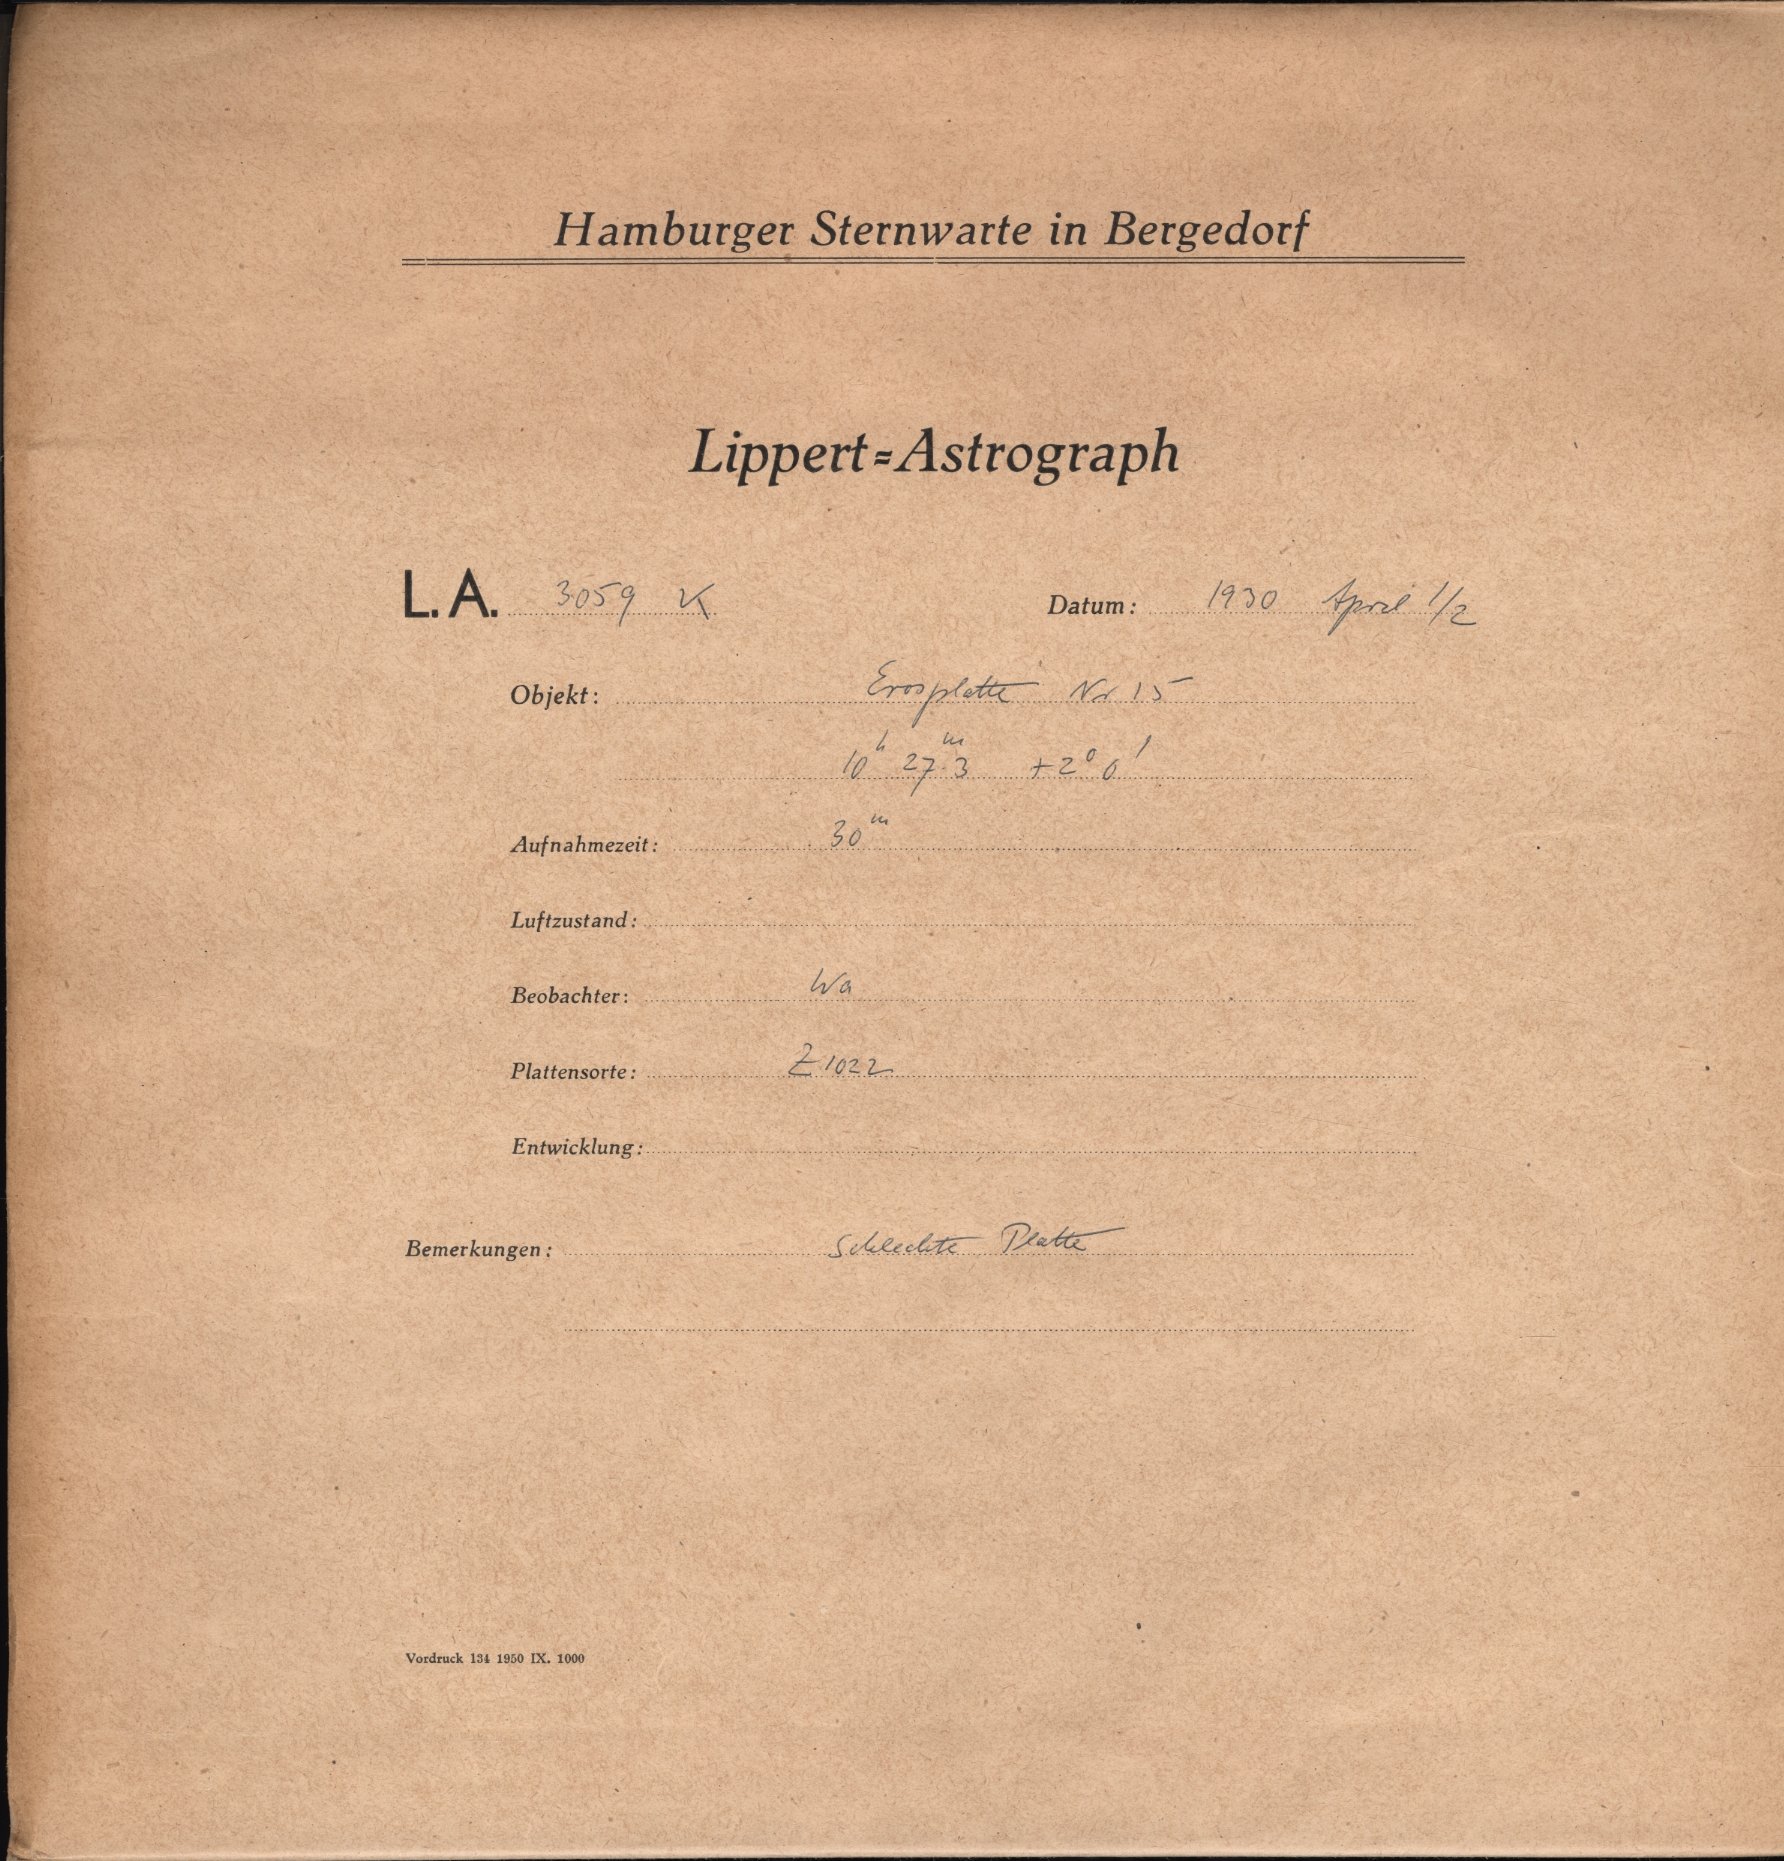 Hamburger Sternwarte in Bergedorf
Lippert=Astrograph
L. A. 3059 K Datum: 1930 April 1/2
Objekt: Erosplatte Nr 15
10h 27m.3 +2° 0'
Aufnahmezeit: 30m
Luftzustand:
Beobachter: Wa
Plattensorte: Z 1022
Entwicklung:
Bemerkungen: Schlechte Platte
Vordruck 134 1950 IX. 1000